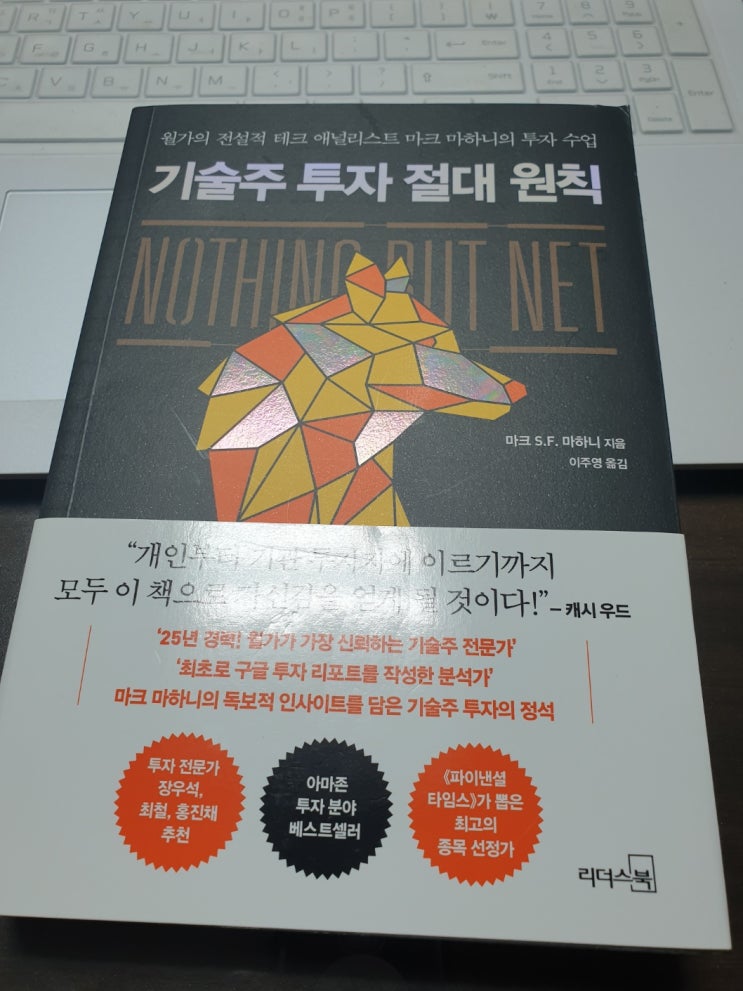 월가의 전설적 테크 애널리스트 마크 마하니의 투자 수업
기술주 투자 절대 원칙
NOTHING BUT NET
마크 S.F. 마하니 지음
이주영 옮김
“개인부터 기관 투자자에 이르기까지
모두 이 책으로 자신감을 얻게 될 것이다!” – 캐시 우드
‘25년 경력! 월가가 가장 신뢰하는 기술주 전문가’
‘최초로 구글 투자 리포트를 작성한 분석가’
마크 마하니의 독보적 인사이트를 담은 기술주 투자의 정석
투자 전문가
장우석,
최철, 홍진채
추천
아마존
투자 분야
베스트셀러
《파이낸셜
타임스》가 뽑은
최고의
종목 선정가
리더스북